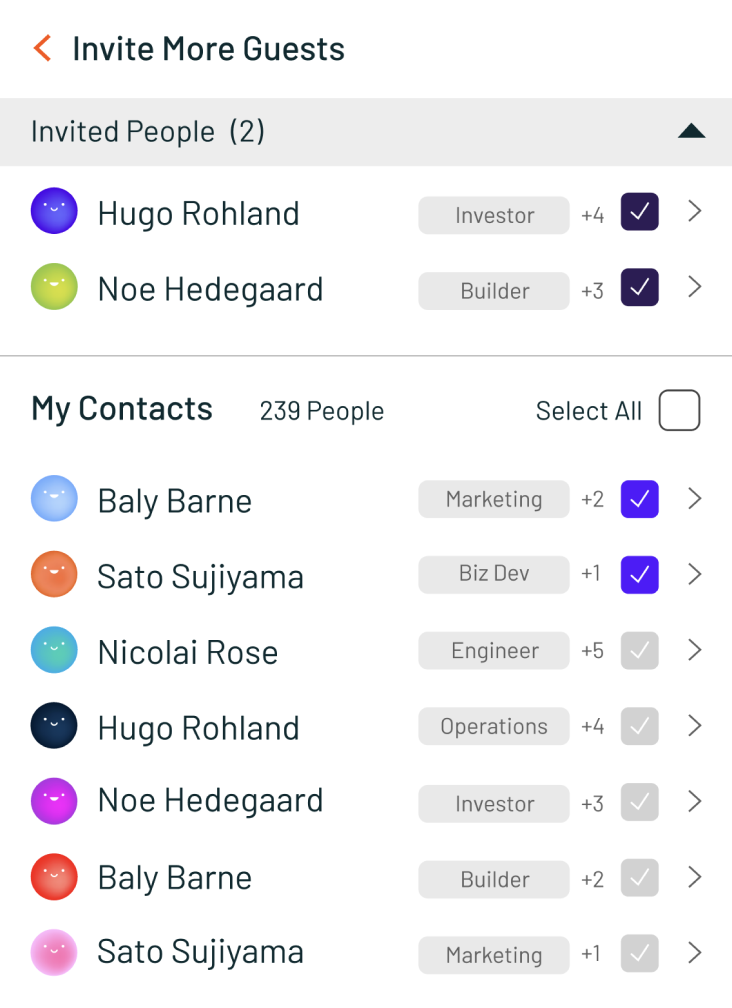 Invite More Guests
Invited People (2)
Hugo Rohland Investor +4
Noe Hedegaard Builder +3
My Contacts 239 People Select All
Baly Barne Marketing +2
Sato Sujiyama Biz Dev +1
Nicolai Rose Engineer +5
Hugo Rohland Operations +4
Noe Hedegaard Investor +3
Baly Barne Builder +2
Sato Sujiyama Marketing +1